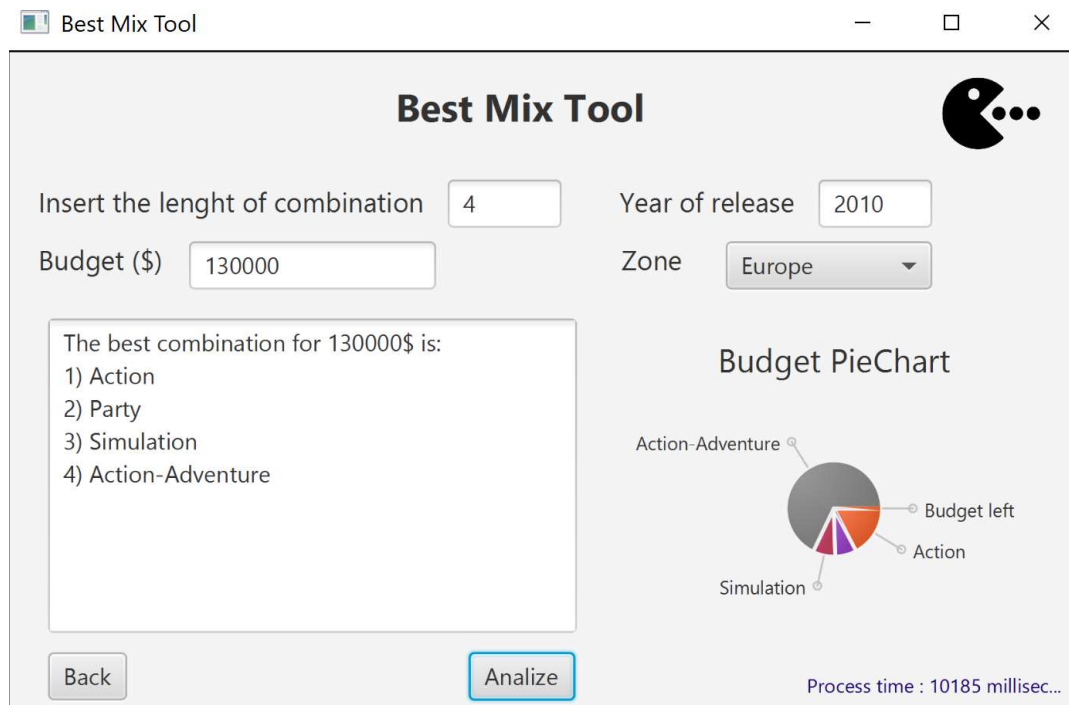 Best Mix Tool
Best Mix Tool
Insert the lenght of combination 4 Year of release 2010
Budget ($) 130000 Zone Europe
The best combination for 130000$ is:
1) Action
2) Party
3) Simulation
4) Action-Adventure
Budget PieChart
Action-Adventure
Budget left
Action
Simulation
Back
Analize
Process time : 10185 millisec...